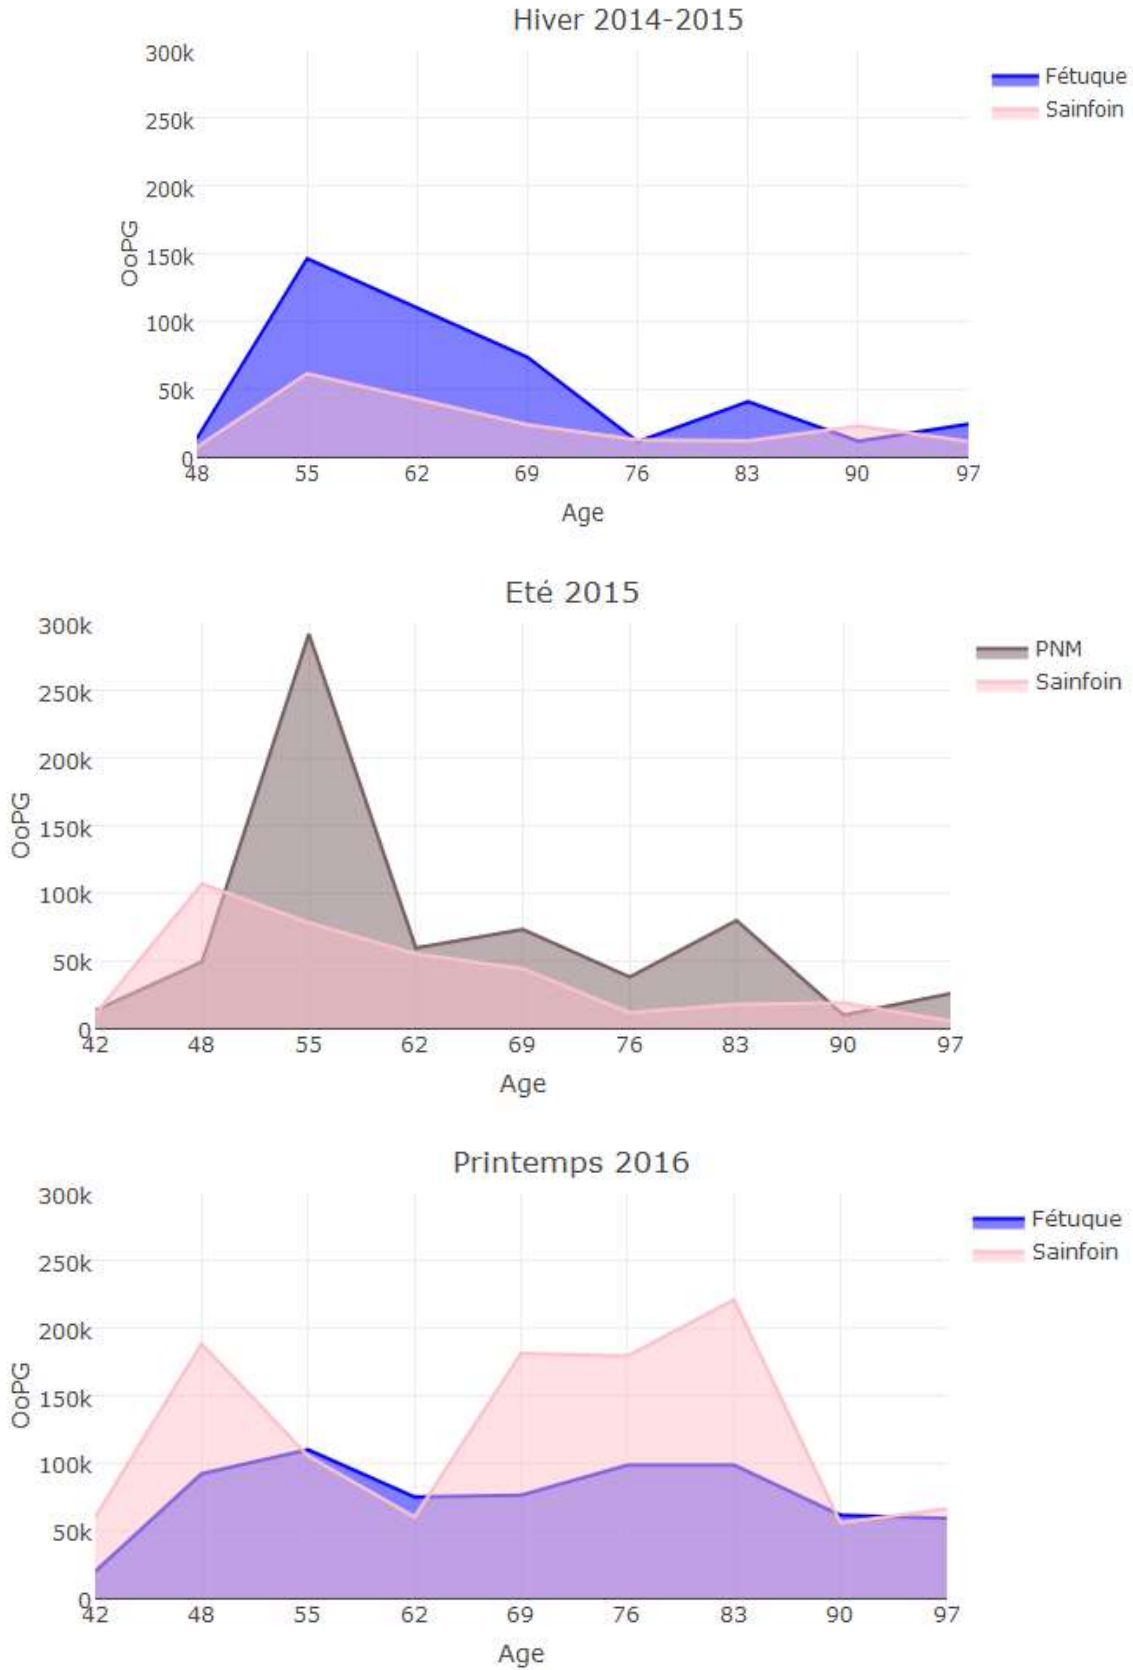 Hiver 2014-2015
300k
Fétuque
Sainfoin
250k
200k
150k
OoPG
100k
50k
0
48 55 62 69 76 83 90 97
Age
Eté 2015
300k
PNM
Sainfoin
250k
200k
150k
OoPG
100k
50k
0
42 48 55 62 69 76 83 90 97
Age
Printemps 2016
300k
Fétuque
Sainfoin
250k
200k
150k
OoPG
100k
50k
0
42 48 55 62 69 76 83 90 97
Age